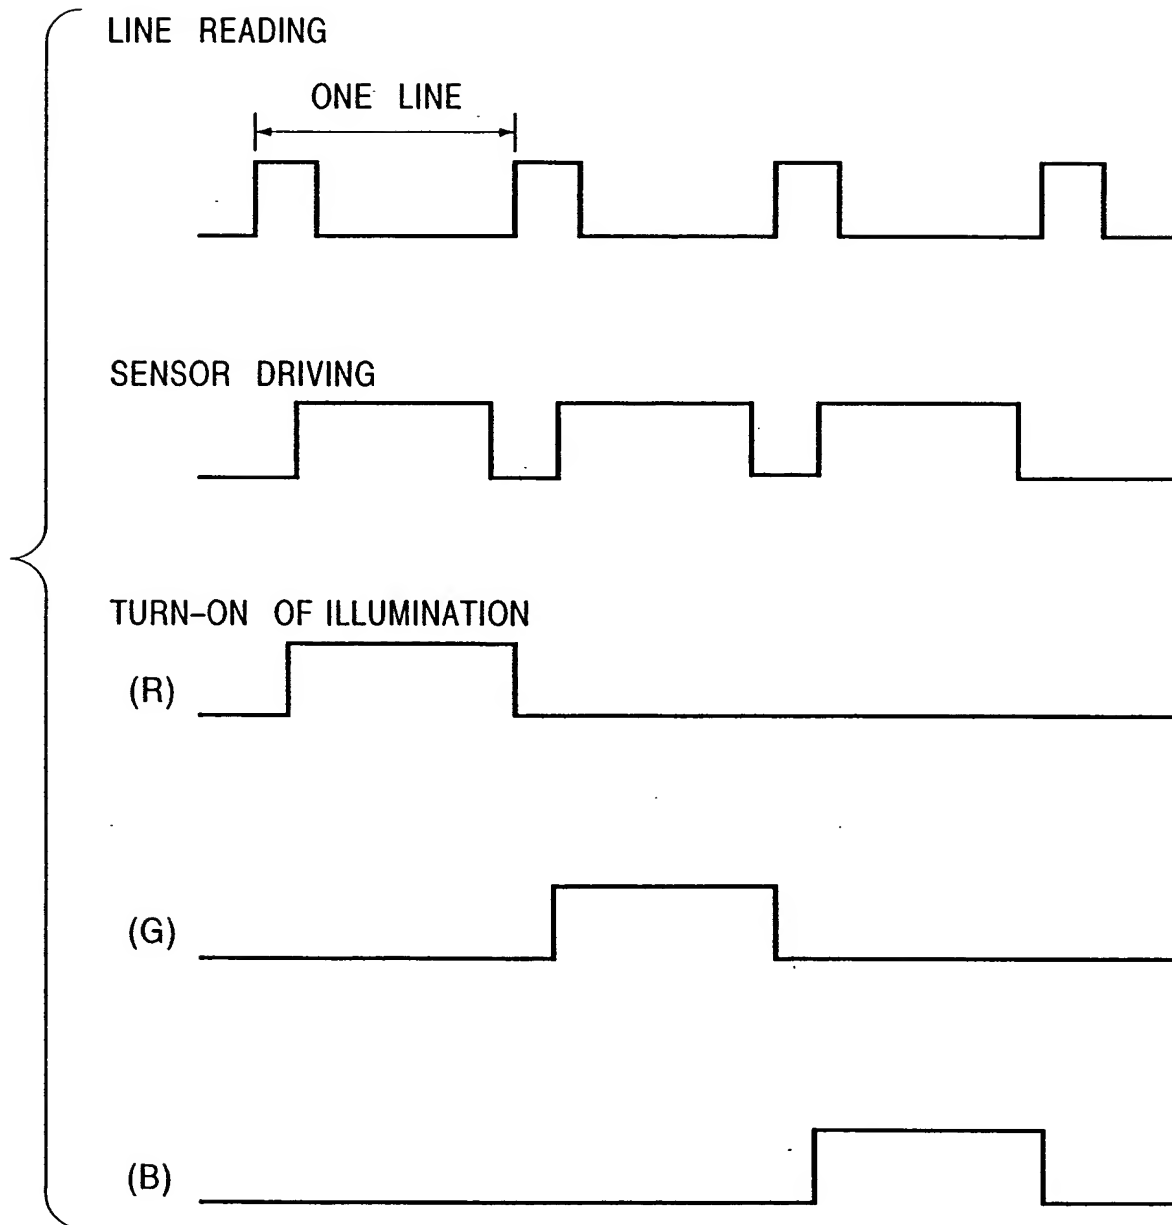 LINE READING
ONE LINE
SENSOR DRIVING
TURN-ON OF ILLUMINATION
(R)
(G)
(B)